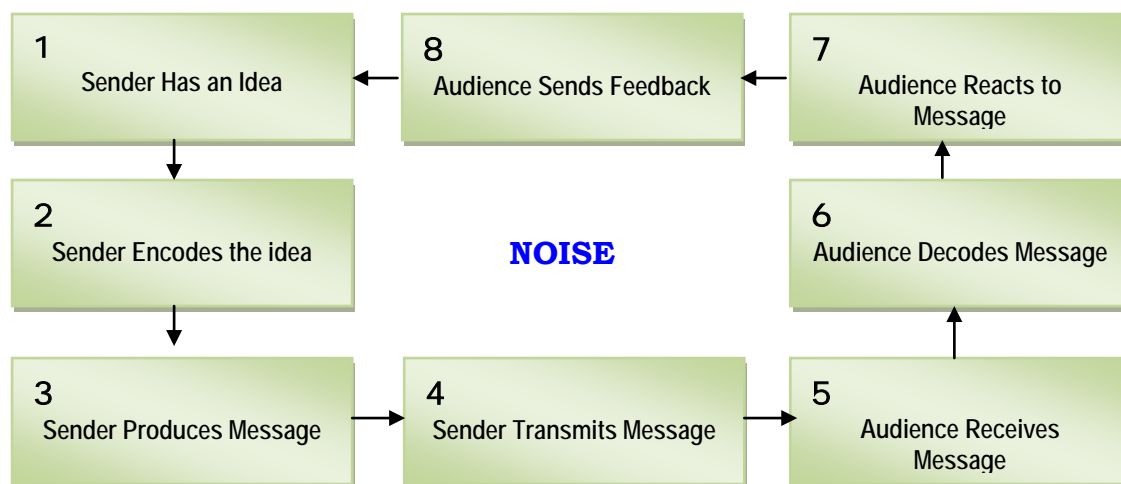 1
Sender Has an Idea
8
Audience Sends Feedback
7
Audience Reacts to
Message
2
Sender Encodes the idea
NOISE
6
Audience Decodes Message
3
Sender Produces Message
4
Sender Transmits Message
5
Audience Receives
Message